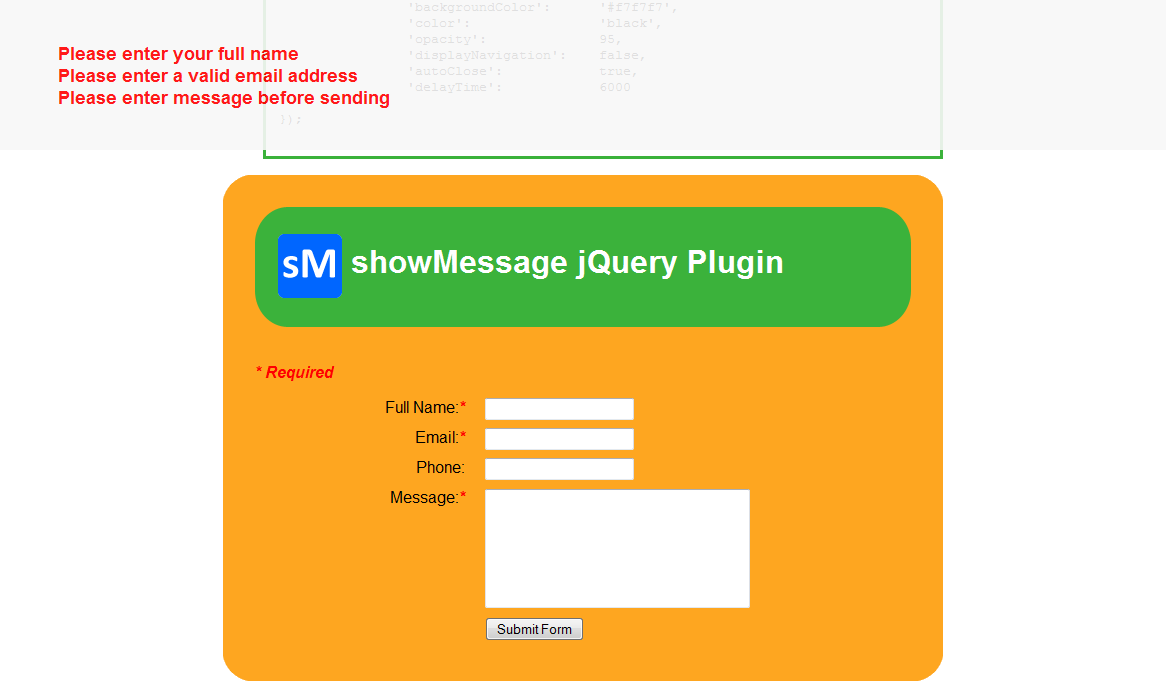 'backgroundColor': '#f7f7f7',
'color': 'black',
'opacity': 95,
'displayNavigation': false,
'autoClose': true,
'delayTime': 6000
});
Please enter your full name
Please enter a valid email address
Please enter message before sending
sM showMessage jQuery Plugin
* Required
Full Name:*
Email:*
Phone:
Message:*
Submit Form